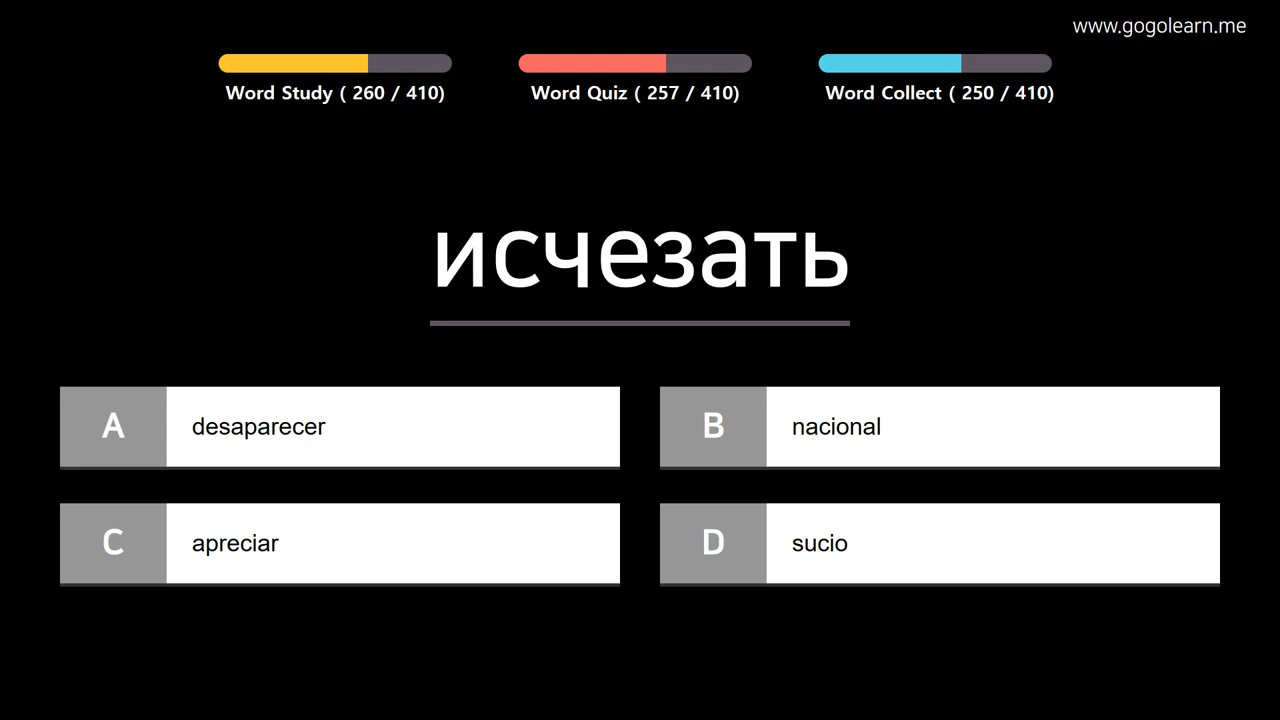 www.gogolearn.me
Word Study ( 260 / 410)
Word Quiz ( 257 / 410)
Word Collect ( 250 / 410)
исчезать
A desaparecer
B nacional
C apreciar
D sucio